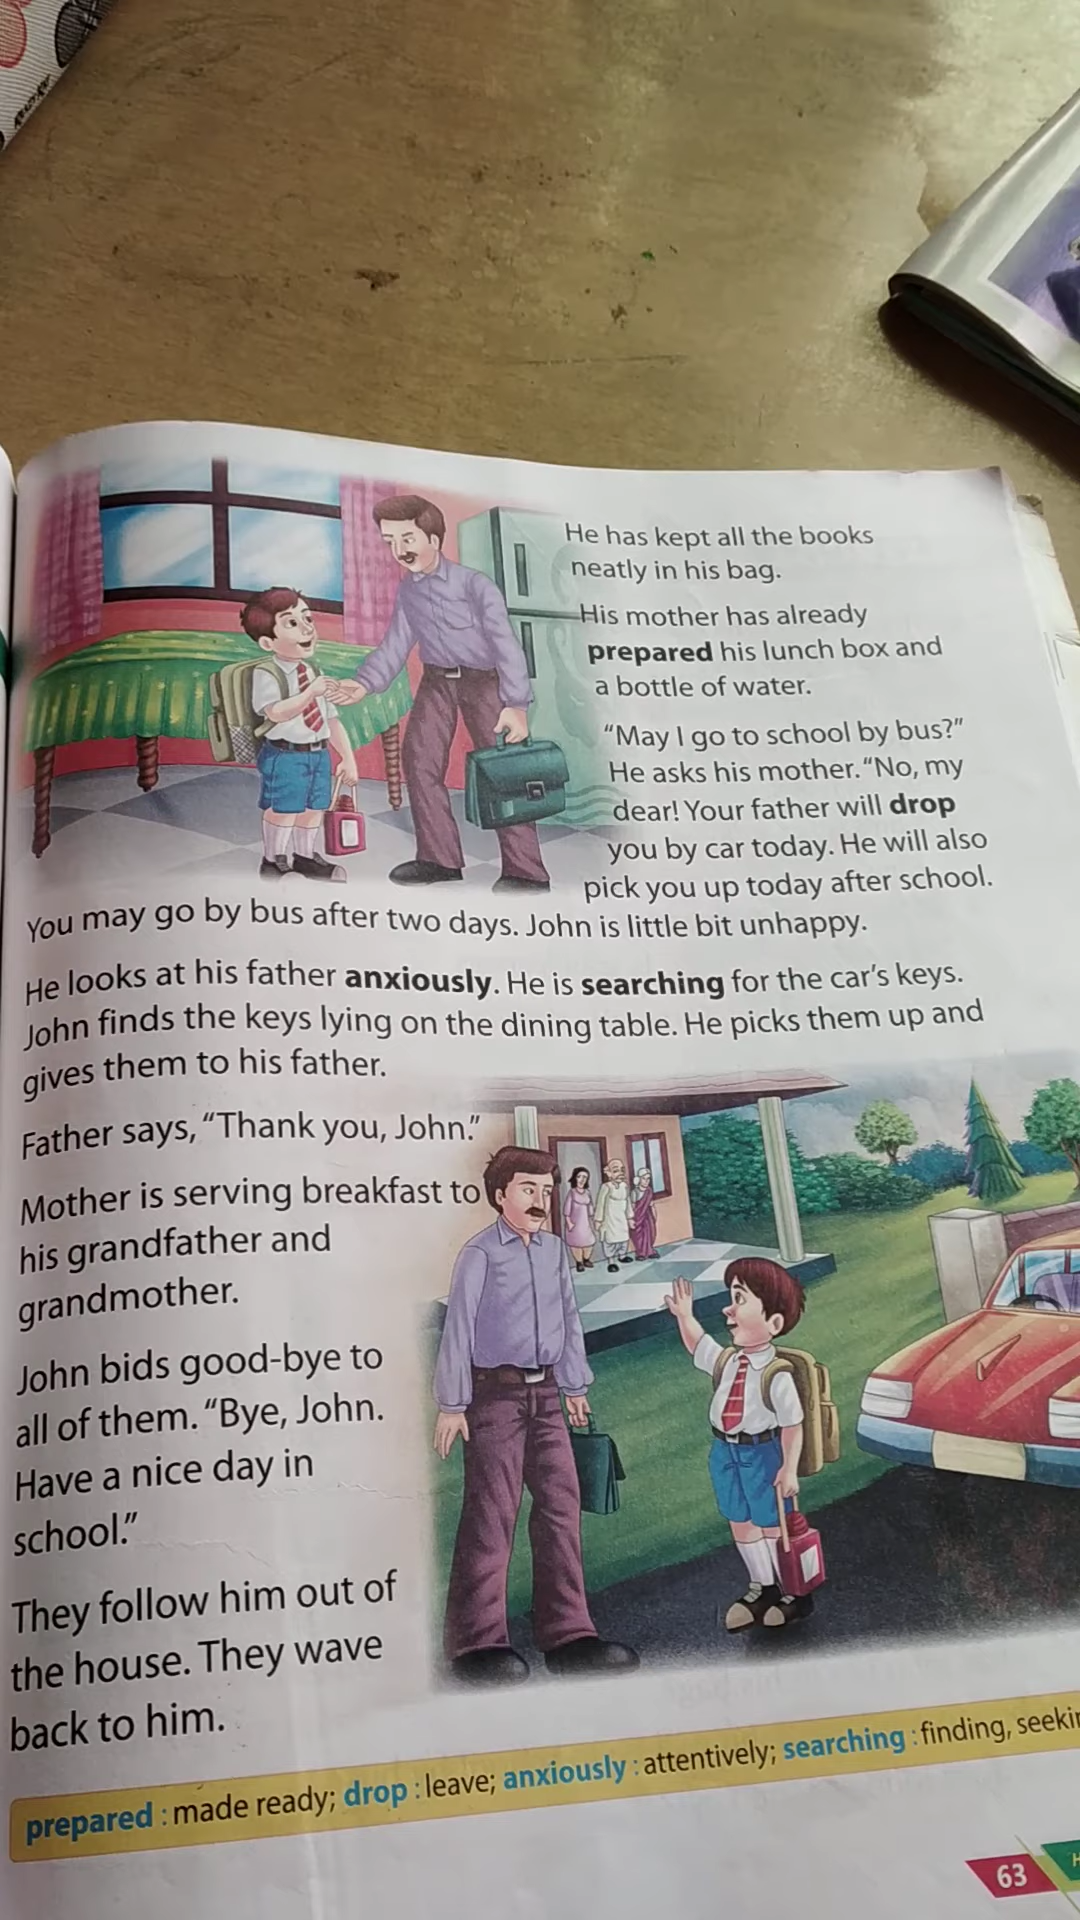 He has kept all the books
neatly in his bag.
His mother has already
prepared his lunch box and
a bottle of water.
“May I go to school by bus?”
He asks his mother. “No, my
dear! Your father will drop
you by car today. He will also
pick you up today after school.
You may go by bus after two days. John is little bit unhappy.
He looks at his father anxiously. He is searching for the car’s keys.
John finds the keys lying on the dining table. He picks them up and
gives them to his father.
Father says, “Thank you, John.”
Mother is serving breakfast to
his grandfather and
grandmother.
John bids good-bye to
all of them. “Bye, John.
Have a nice day in
school.”
They follow him out of
the house. They wave
back to him.
prepared : made ready; drop : leave; anxiously : attentively; searching : finding,
63